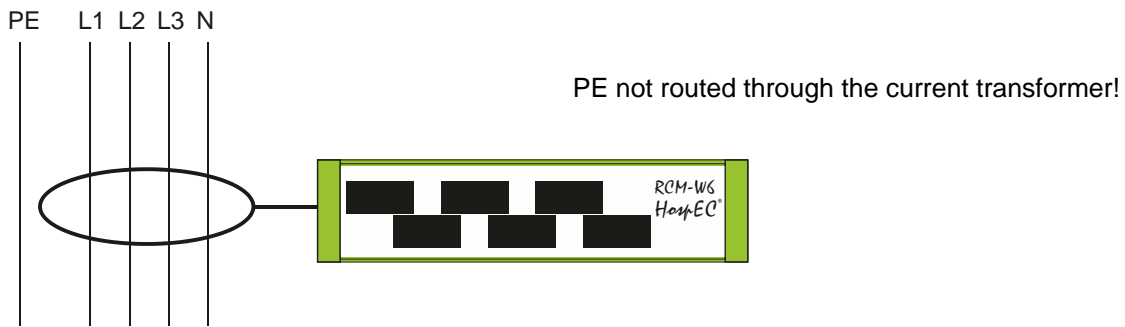 PE L1 L2 L3 N
PE not routed through the current transformer!
RCM-W6
HospEC®